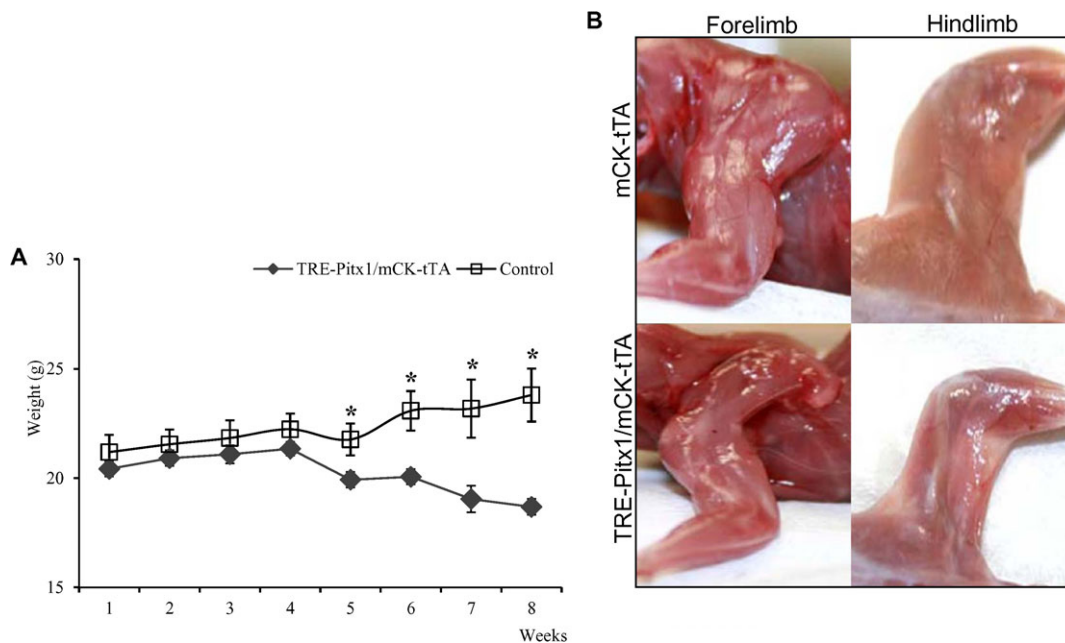 A
30
25
20
15
Weight (g)
TRE-Pitx1/mCK-tTA
Control
*
*
*
*
1 2 3 4 5 6 7 8
Weeks
B
Forelimb Hindlimb
mCK-tTA
TRE-Pitx1/mCK-tTA